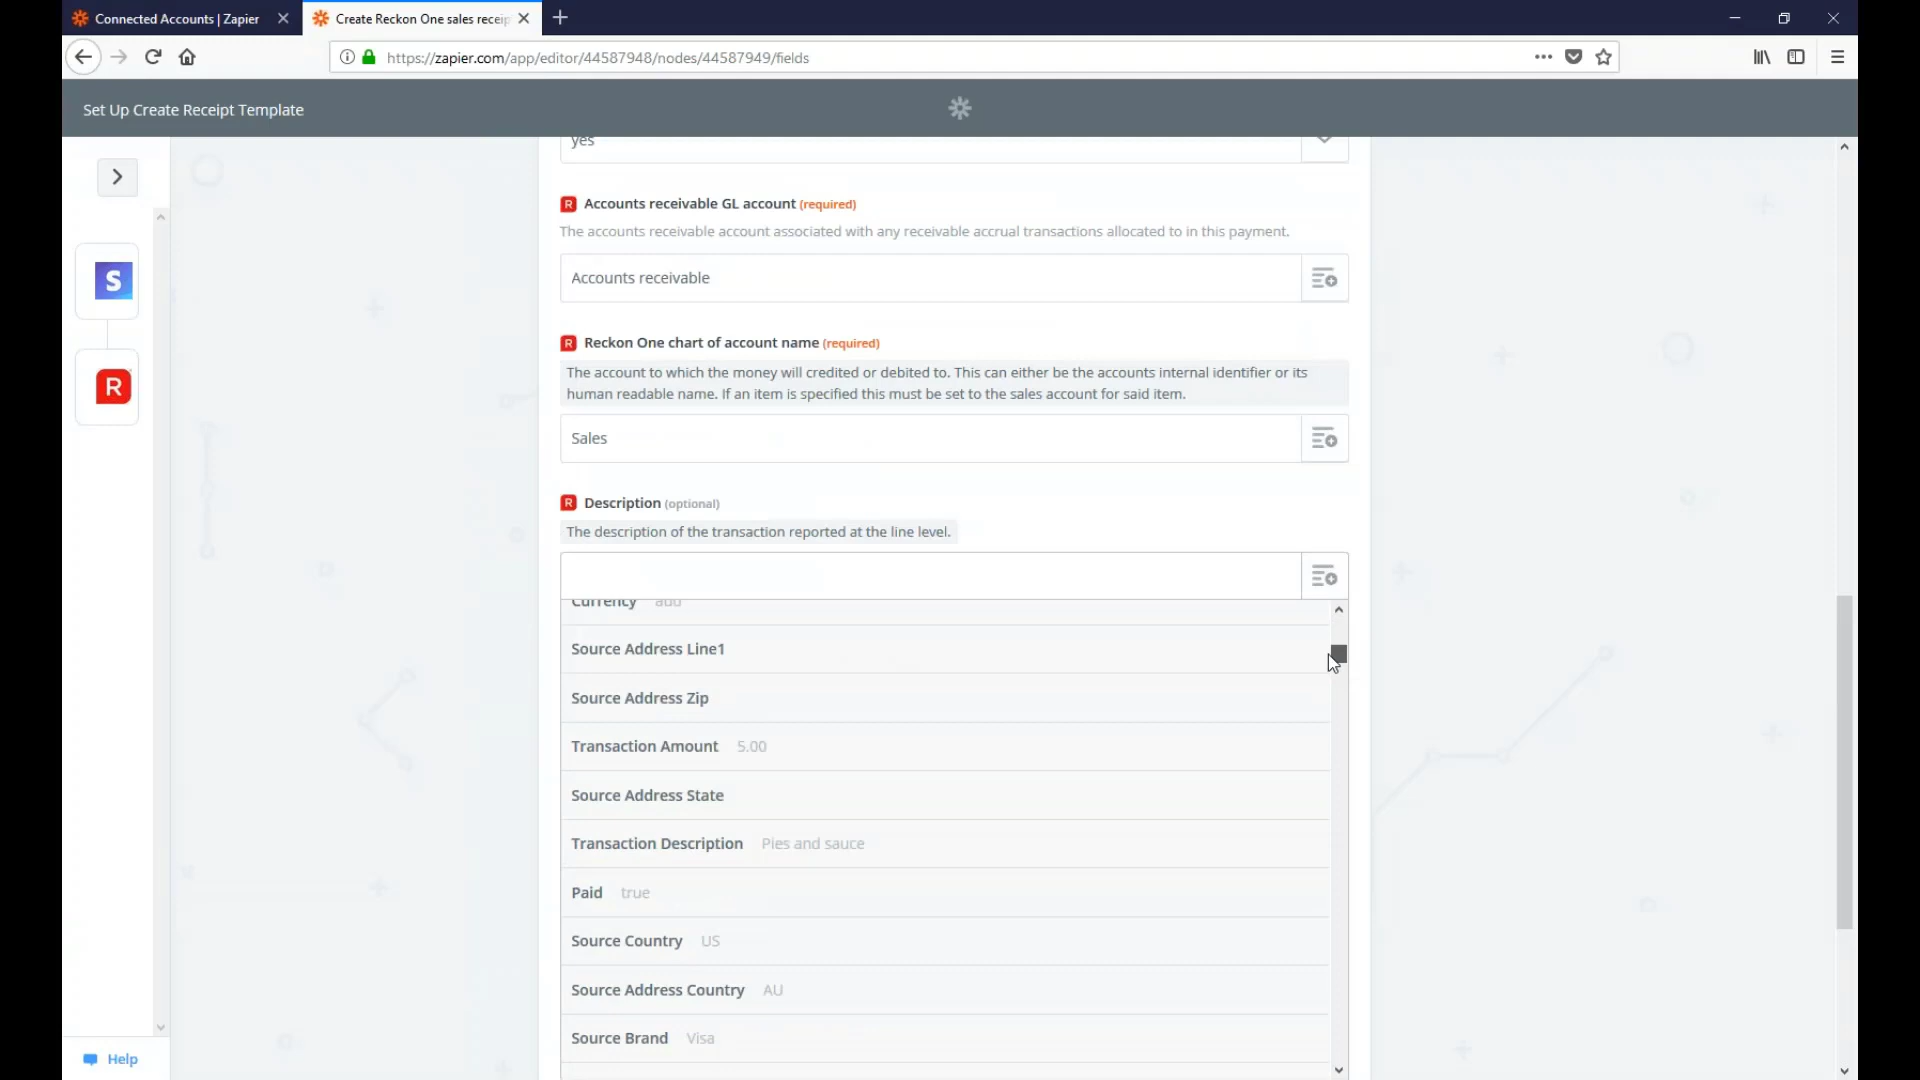 Connected Accounts | Zapier
Create Reckon One sales receip
https://zapier.com/app/editor/44587948/nodes/44587949/fields
Set Up Create Receipt Template
yes
R Accounts receivable GL account (required)
The accounts receivable account associated with any receivable accrual transactions allocated to in this payment.
Accounts receivable
R Reckon One chart of account name (required)
The account to which the money will credited or debited to. This can either be the accounts internal identifier or its
human readable name. If an item is specified this must be set to the sales account for said item.
Sales
R Description (optional)
The description of the transaction reported at the line level.
Currency aud
Source Address Line1
Source Address Zip
Transaction Amount 5.00
Source Address State
Transaction Description Pies and sauce
Paid true
Source Country US
Source Address Country AU
Source Brand Visa
S
R
Help